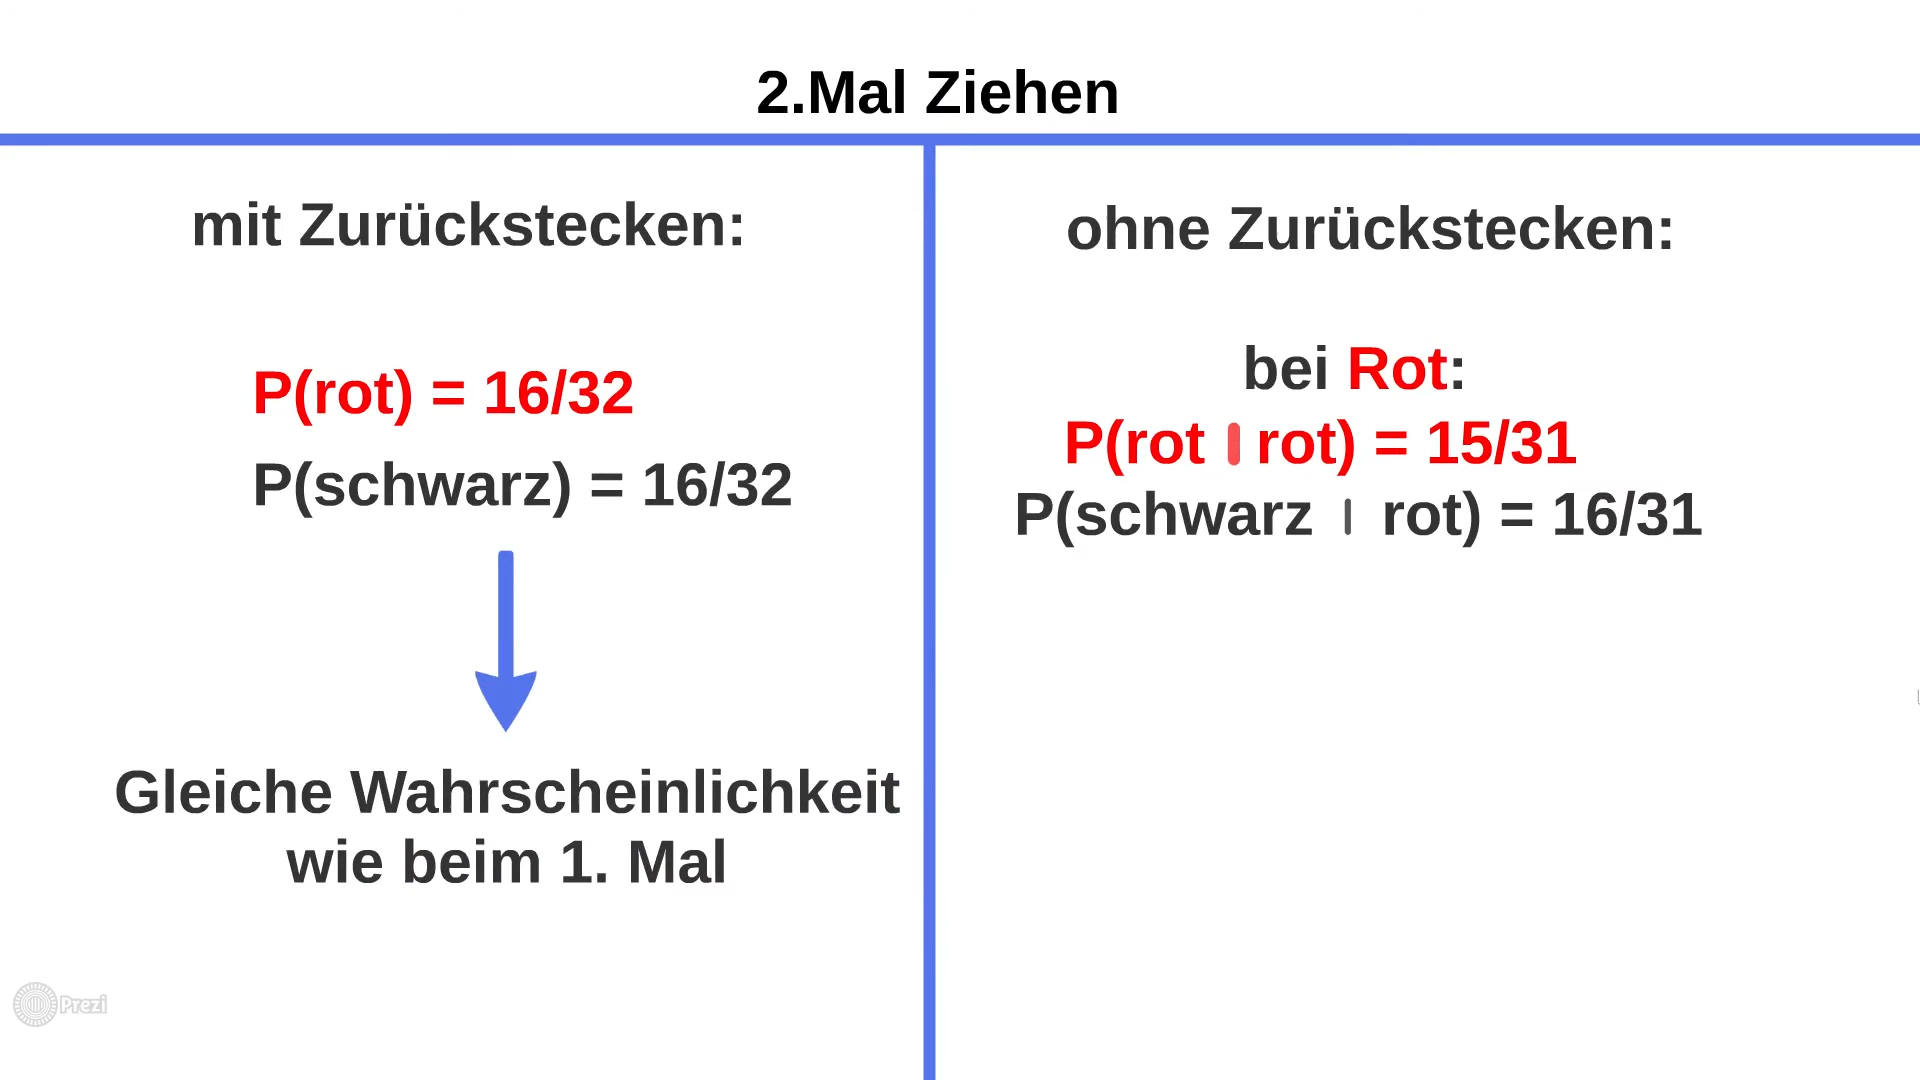 2.Mal Ziehen
mit Zurückstecken:
P(rot) = 16/32
P(schwarz) = 16/32
Gleiche Wahrscheinlichkeit
wie beim 1. Mal
ohne Zurückstecken:
bei Rot:
P(rot | rot) = 15/31
P(schwarz | rot) = 16/31
Prezi